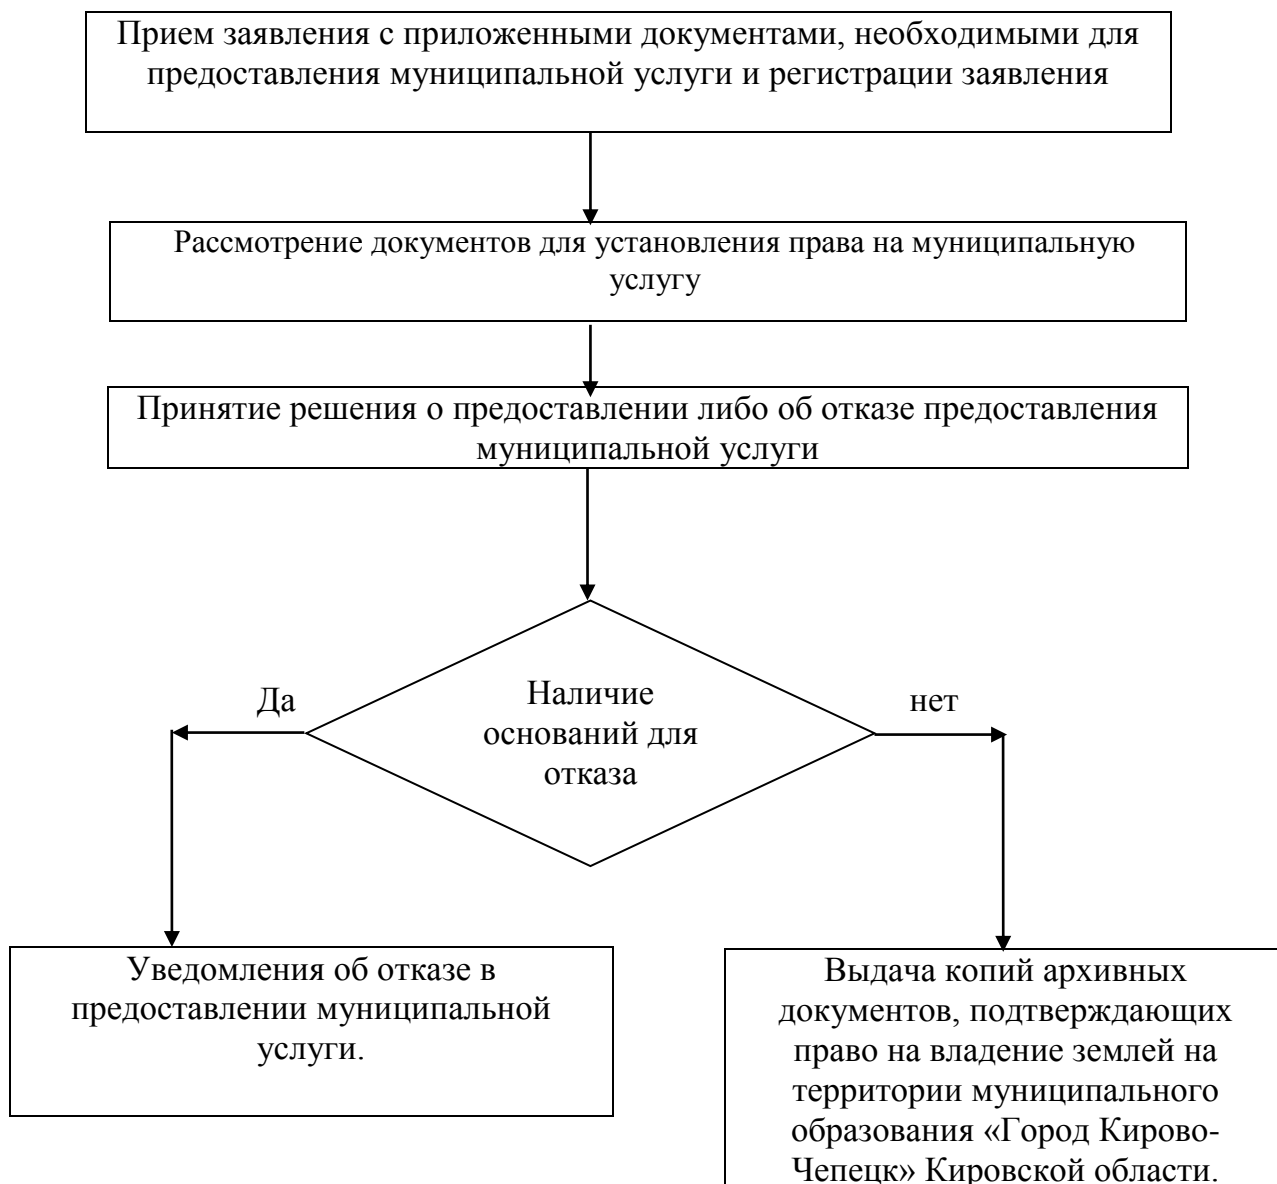 Прием заявления с приложенными документами, необходимыми для
предоставления муниципальной услуги и регистрации заявления
Рассмотрение документов для установления права на муниципальную
услугу
Принятие решения о предоставлении либо об отказе предоставления
муниципальной услуги
Да
Наличие
оснований для
отказа
нет
Уведомления об отказе в
предоставлении муниципальной
услуги.
Выдача копий архивных
документов, подтверждающих
право на владение землей на
территории муниципального
образования «Город Кирово-
Чепецк» Кировской области.